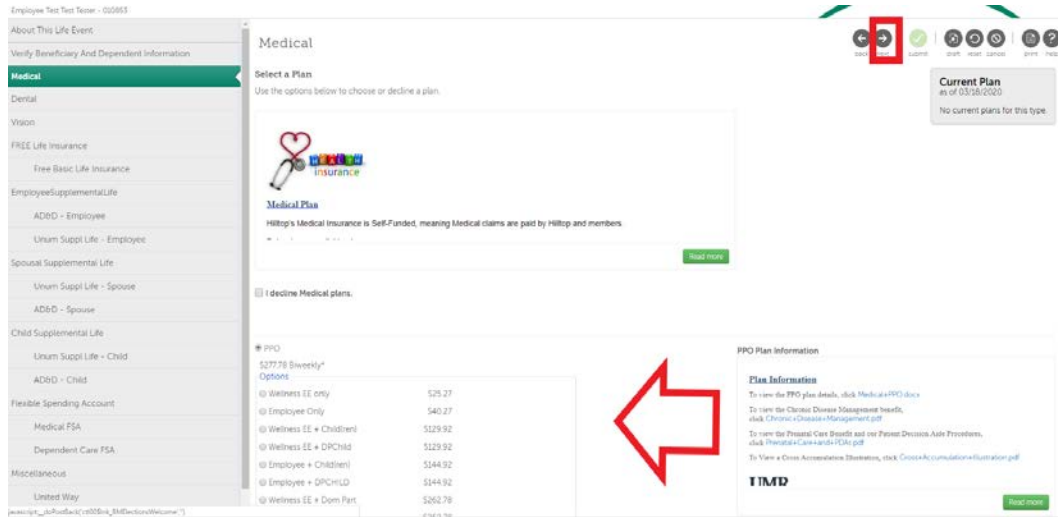 Employee Test Test Tester - 010853
About This Life Event
Verify Beneficiary And Dependent Information
Medical
Dental
Vision
FREE Life Insurance
Free Basic Life Insurance
EmployeeSupplementalLife
AD&D - Employee
Unum Suppl Life - Employee
Spousal Supplemental Life
Unum Suppl Life - Spouse
AD&D - Spouse
Child Supplemental Life
Unum Suppl Life - Child
AD&D - Child
Flexible Spending Account
Medical FSA
Dependent Care FSA
Miscellaneous
United Way
Medical
back next submit draft reset cancel print help
Select a Plan
Use the options below to choose or decline a plan.
Current Plan
as of 03/18/2020
No current plans for this type.
HEALTH
insurance
Medical Plan
Hilltop's Medical Insurance is Self-Funded, meaning Medical claims are paid by Hilltop and members
Read more
I decline Medical plans.
PPO
$277.78 Biweekly*
Options
Wellness EE only $25.27
Employee Only $40.27
Wellness EE + Child(ren) $129.92
Wellness EE + DPChild $129.92
Employee + Child(ren) $144.92
Employee + DPCHILD $144.92
Wellness EE + Dom Part $262.78
PPO Plan Information
Plan Information
To view the PPO plan details, click Medical+PPO.docx
To view the Chronic Disease Management benefit,
click Chronic+Disease+Management.pdf
To view the Prenatal Care Benefit and our Patient Decision Aide Procedures,
click Prenatal+Care+and+PDAs.pdf
To View a Cross Accumulation Illustration, click Cross+Accumulation+Illustration.pdf
UMR
Read more